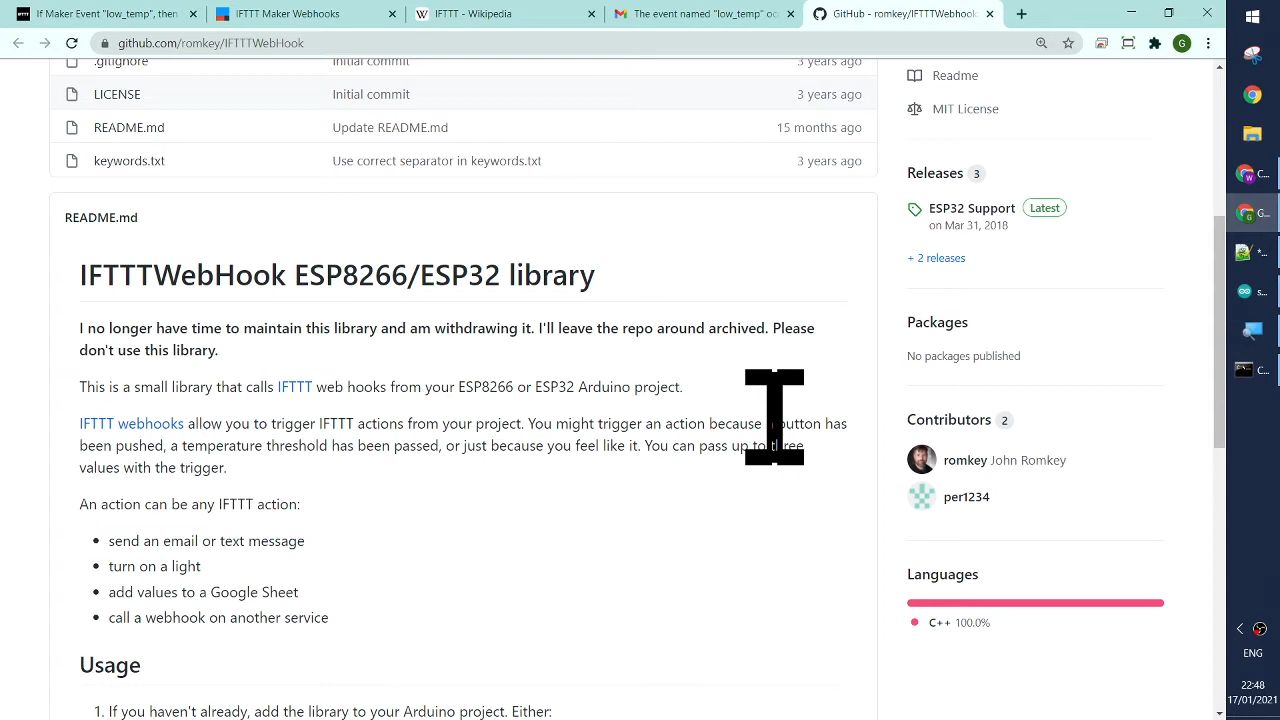 If Maker Event "low_temp", then
IFTTT Maker Webhooks
IFTTT - Wikipedia
The event named "low_temp" oc
GitHub - romkey/IFTTTWebHook:
github.com/romkey/IFTTTWebHook
G
.gitignore Initial commit 3 years ago
LICENSE Initial commit 3 years ago
README.md Update README.md 15 months ago
keywords.txt Use correct separator in keywords.txt 3 years ago
README.md
IFTTTWebHook ESP8266/ESP32 library
I no longer have time to maintain this library and am withdrawing it. I'll leave the repo around archived. Please
don't use this library.
This is a small library that calls IFTTT web hooks from your ESP8266 or ESP32 Arduino project.
IFTTT webhooks allow you to trigger IFTTT actions from your project. You might trigger an action because a button has
been pushed, a temperature threshold has been passed, or just because you feel like it. You can pass up to three
values with the trigger.
An action can be any IFTTT action:
send an email or text message
turn on a light
add values to a Google Sheet
call a webhook on another service
Usage
1. If you haven't already, add the library to your Arduino project. Either:
Readme
MIT License
Releases 3
ESP32 Support Latest
on Mar 31, 2018
+ 2 releases
Packages
No packages published
Contributors 2
romkey John Romkey
per1234
Languages
C++ 100.0%
C...
G...
*...
s...
C...
ENG
22:48
17/01/2021